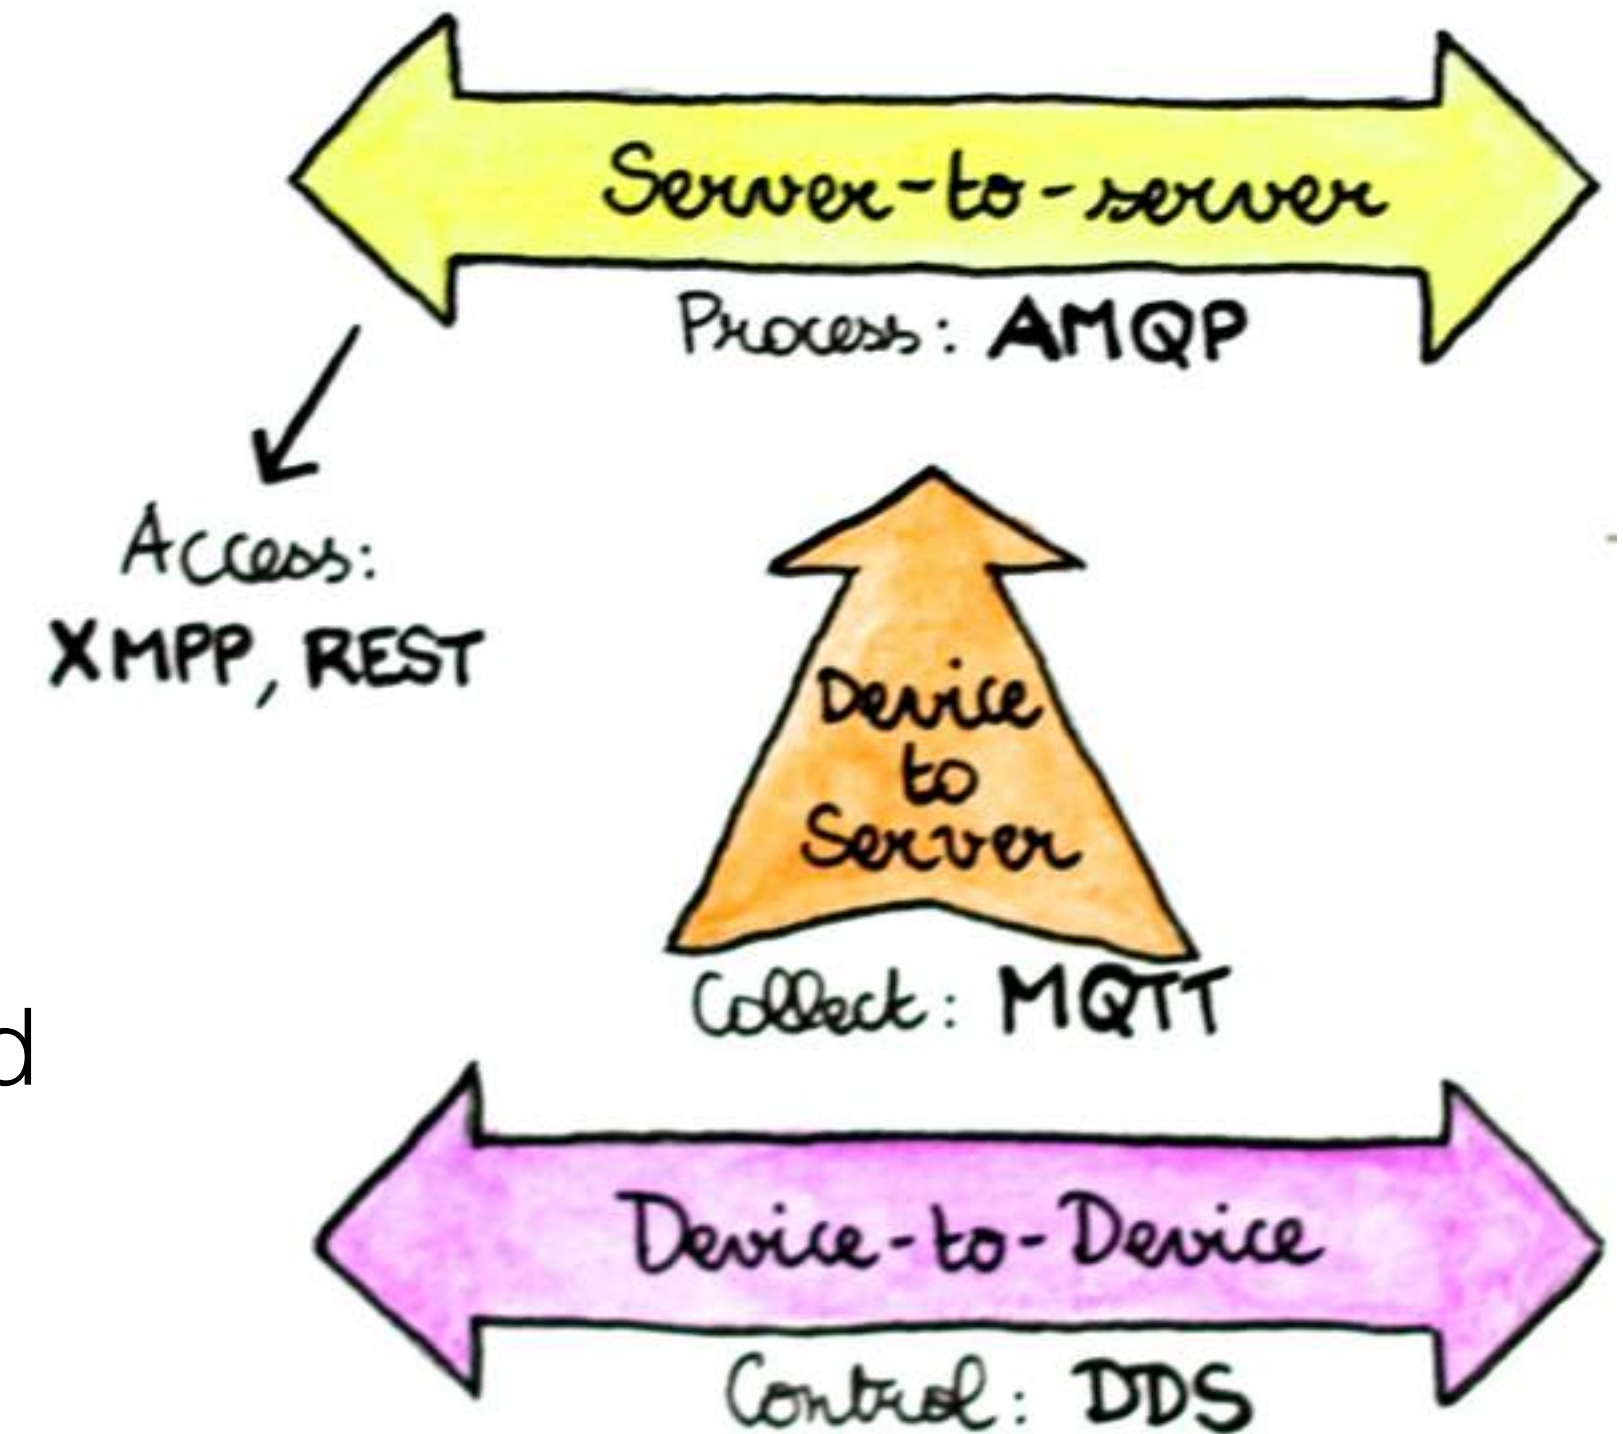 Server-to-server
Process: AMQP
Access:
XMPP, REST
Device
to
Server
Collect: MQTT
d
Device-to-Device
Control: DDS